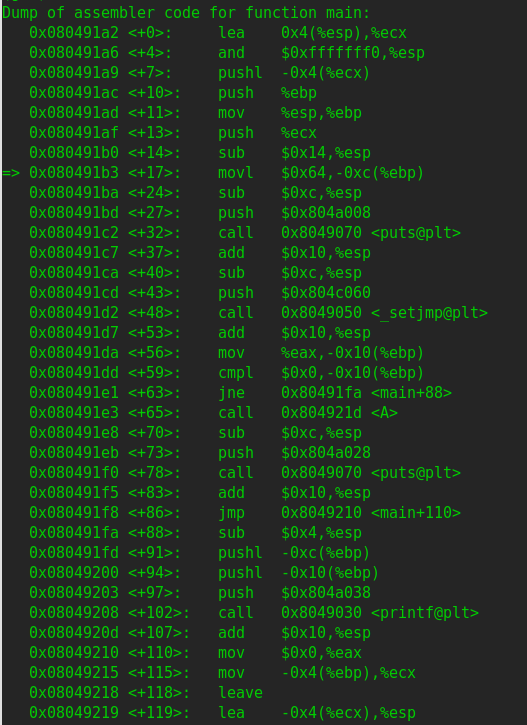 Dump of assembler code for function main:
0x080491a2 <+0>: lea 0x4(%esp),%ecx
0x080491a6 <+4>: and $0xfffffff0,%esp
0x080491a9 <+7>: pushl -0x4(%ecx)
0x080491ac <+10>: push %ebp
0x080491ad <+11>: mov %esp,%ebp
0x080491af <+13>: push %ecx
0x080491b0 <+14>: sub $0x14,%esp
=> 0x080491b3 <+17>: movl $0x64,-0xc(%ebp)
0x080491ba <+24>: sub $0xc,%esp
0x080491bd <+27>: push $0x804a008
0x080491c2 <+32>: call 0x8049070 <puts@plt>
0x080491c7 <+37>: add $0x10,%esp
0x080491ca <+40>: sub $0xc,%esp
0x080491cd <+43>: push $0x804c060
0x080491d2 <+48>: call 0x8049050 <_setjmp@plt>
0x080491d7 <+53>: add $0x10,%esp
0x080491da <+56>: mov %eax,-0x10(%ebp)
0x080491dd <+59>: cmpl $0x0,-0x10(%ebp)
0x080491e1 <+63>: jne 0x80491fa <main+88>
0x080491e3 <+65>: call 0x804921d <A>
0x080491e8 <+70>: sub $0xc,%esp
0x080491eb <+73>: push $0x804a028
0x080491f0 <+78>: call 0x8049070 <puts@plt>
0x080491f5 <+83>: add $0x10,%esp
0x080491f8 <+86>: jmp 0x8049210 <main+110>
0x080491fa <+88>: sub $0x4,%esp
0x080491fd <+91>: pushl -0xc(%ebp)
0x08049200 <+94>: pushl -0x10(%ebp)
0x08049203 <+97>: push $0x804a038
0x08049208 <+102>: call 0x8049030 <printf@plt>
0x0804920d <+107>: add $0x10,%esp
0x08049210 <+110>: mov $0x0,%eax
0x08049215 <+115>: mov -0x4(%ebp),%ecx
0x08049218 <+118>: leave
0x08049219 <+119>: lea -0x4(%ecx),%esp